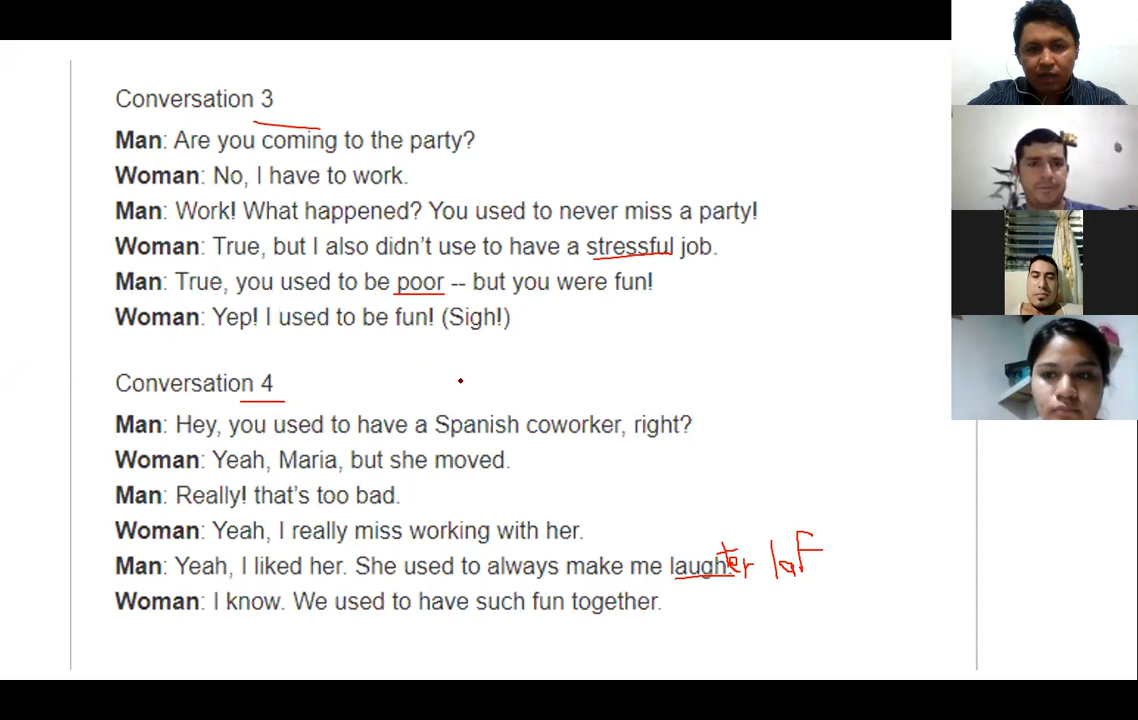 Conversation 3
Man: Are you coming to the party?
Woman: No, I have to work.
Man: Work! What happened? You used to never miss a party!
Woman: True, but I also didn't use to have a stressful job.
Man: True, you used to be poor -- but you were fun!
Woman: Yep! I used to be fun! (Sigh!)
Conversation 4
Man: Hey, you used to have a Spanish coworker, right?
Woman: Yeah, Maria, but she moved.
Man: Really! that's too bad.
Woman: Yeah, I really miss working with her.
Man: Yeah, I liked her. She used to always make me laugh. ter laF
Woman: I know. We used to have such fun together.